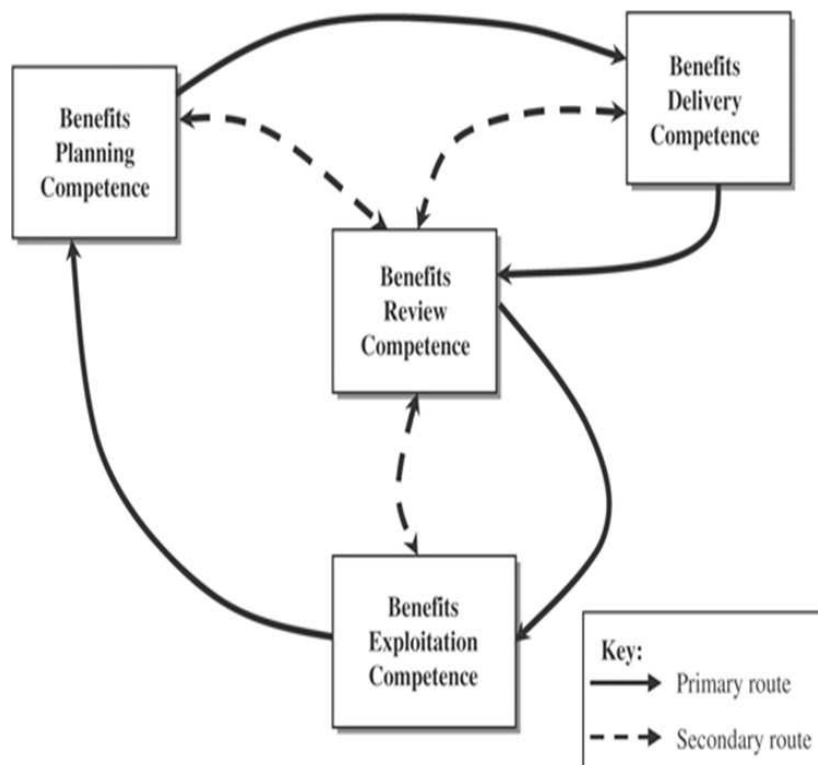 Benefits
Planning
Competence
Benefits
Delivery
Competence
Benefits
Review
Competence
Benefits
Exploitation
Competence
Key:
Primary route
Secondary route